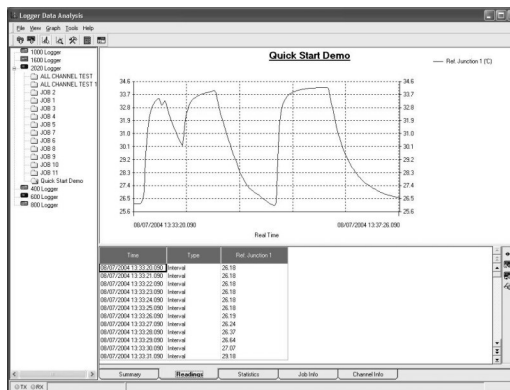 Logger Data Analysis
File View Graph Tools Help
1000 Logger
1600 Logger
2020 Logger
ALL CHANNEL TEST
ALL CHANNEL TEST 1
JOB 2
JOB 1
JOB 3
JOB 4
JOB 5
JOB 7
JOB 6
JOB 8
JOB 9
JOB 10
JOB 11
Quick Start Demo
400 Logger
600 Logger
800 Logger
Quick Start Demo
Ref. Junction 1 (°C)
34.6 34.6
33.7 33.7
32.8 32.8
31.9 31.9
31.0 31.0
30.1 30.1
29.2 29.2
28.3 28.3
27.4 27.4
26.5 26.5
25.6 25.6
08/07/2004 13:33:20.090 08/07/2004 13:37:26.090
Real Time
Time Type Ref. Junction 1
08/07/2004 13:33:20.090 Interval 26.18
08/07/2004 13:33:21.090 Interval 26.18
08/07/2004 13:33:22.090 Interval 26.18
08/07/2004 13:33:23.090 Interval 26.18
08/07/2004 13:33:24.090 Interval 26.18
08/07/2004 13:33:25.090 Interval 26.18
08/07/2004 13:33:26.090 Interval 26.19
08/07/2004 13:33:27.090 Interval 26.24
08/07/2004 13:33:28.090 Interval 26.37
08/07/2004 13:33:29.090 Interval 26.64
08/07/2004 13:33:30.090 Interval 27.07
08/07/2004 13:33:31.090 Interval 29.18
Summary Readings Statistics Job Info Channel Info
TX RX